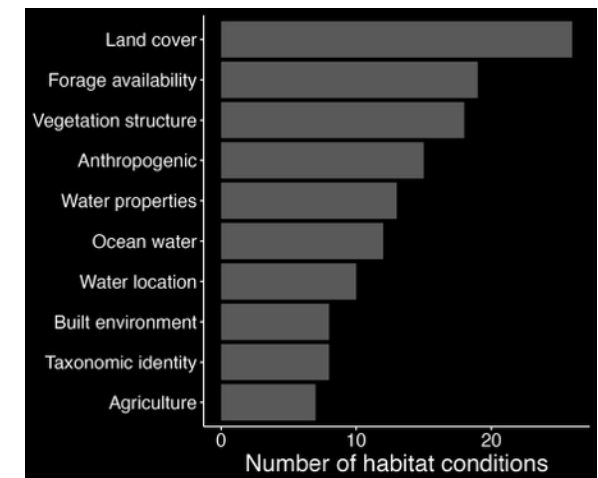 Land cover
Forage availability
Vegetation structure
Anthropogenic
Water properties
Ocean water
Water location
Built environment
Taxonomic identity
Agriculture
0 10 20
Number of habitat conditions